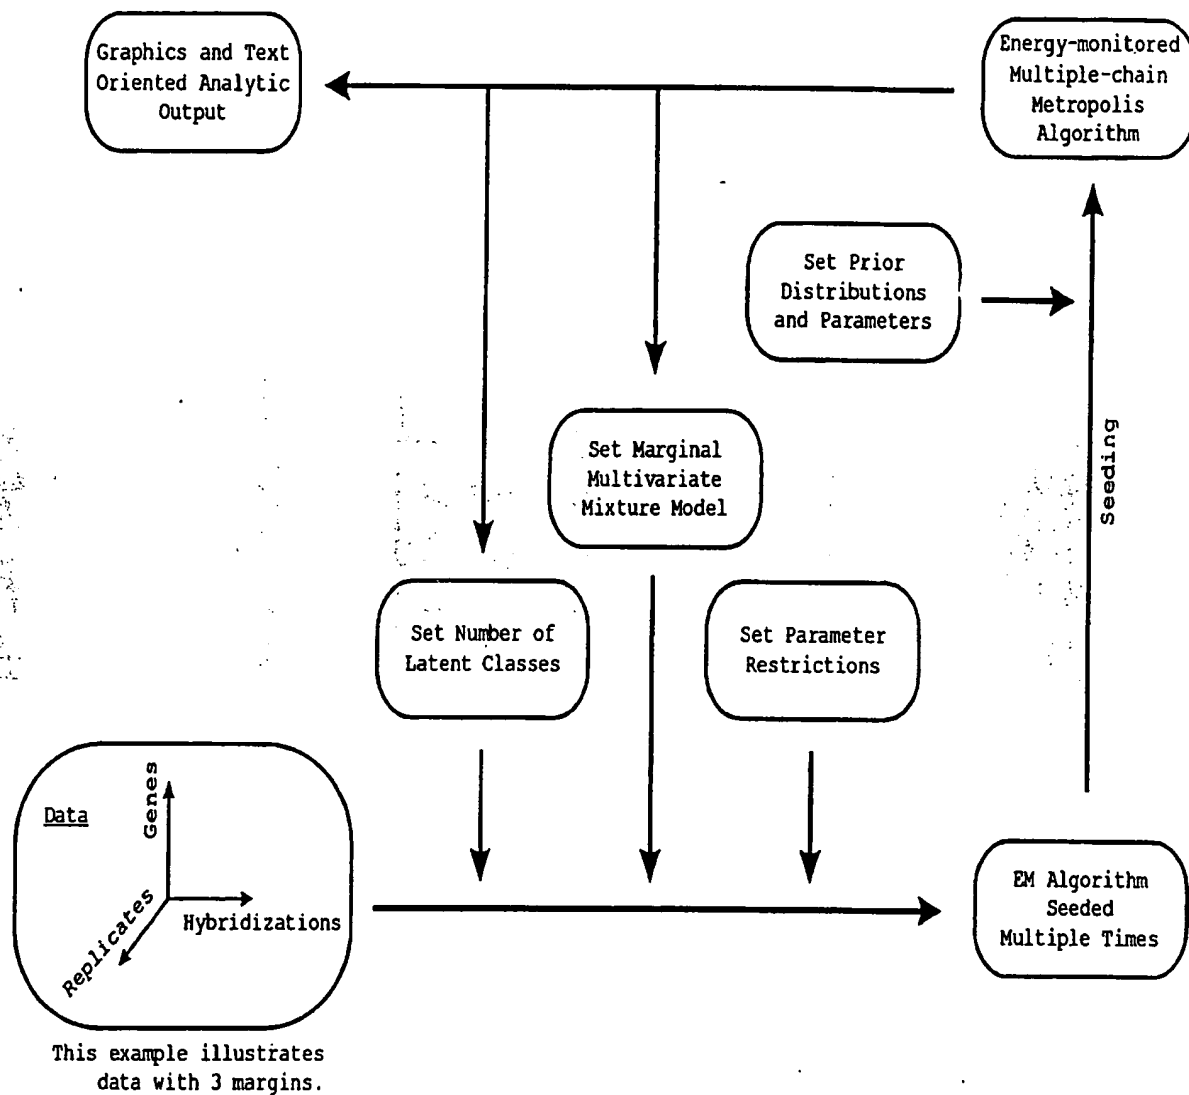 Graphics and Text
Oriented Analytic
Output
Energy-monitored
Multiple-chain
Metropolis
Algorithm
Set Prior
Distributions
and Parameters
Seeding
Set Marginal
Multivariate
Mixture Model
Set Number of
Latent Classes
Set Parameter
Restrictions
Data
Genes
Hybridizations
Replicates
EM Algorithm
Seeded
Multiple Times
This example illustrates
data with 3 margins.